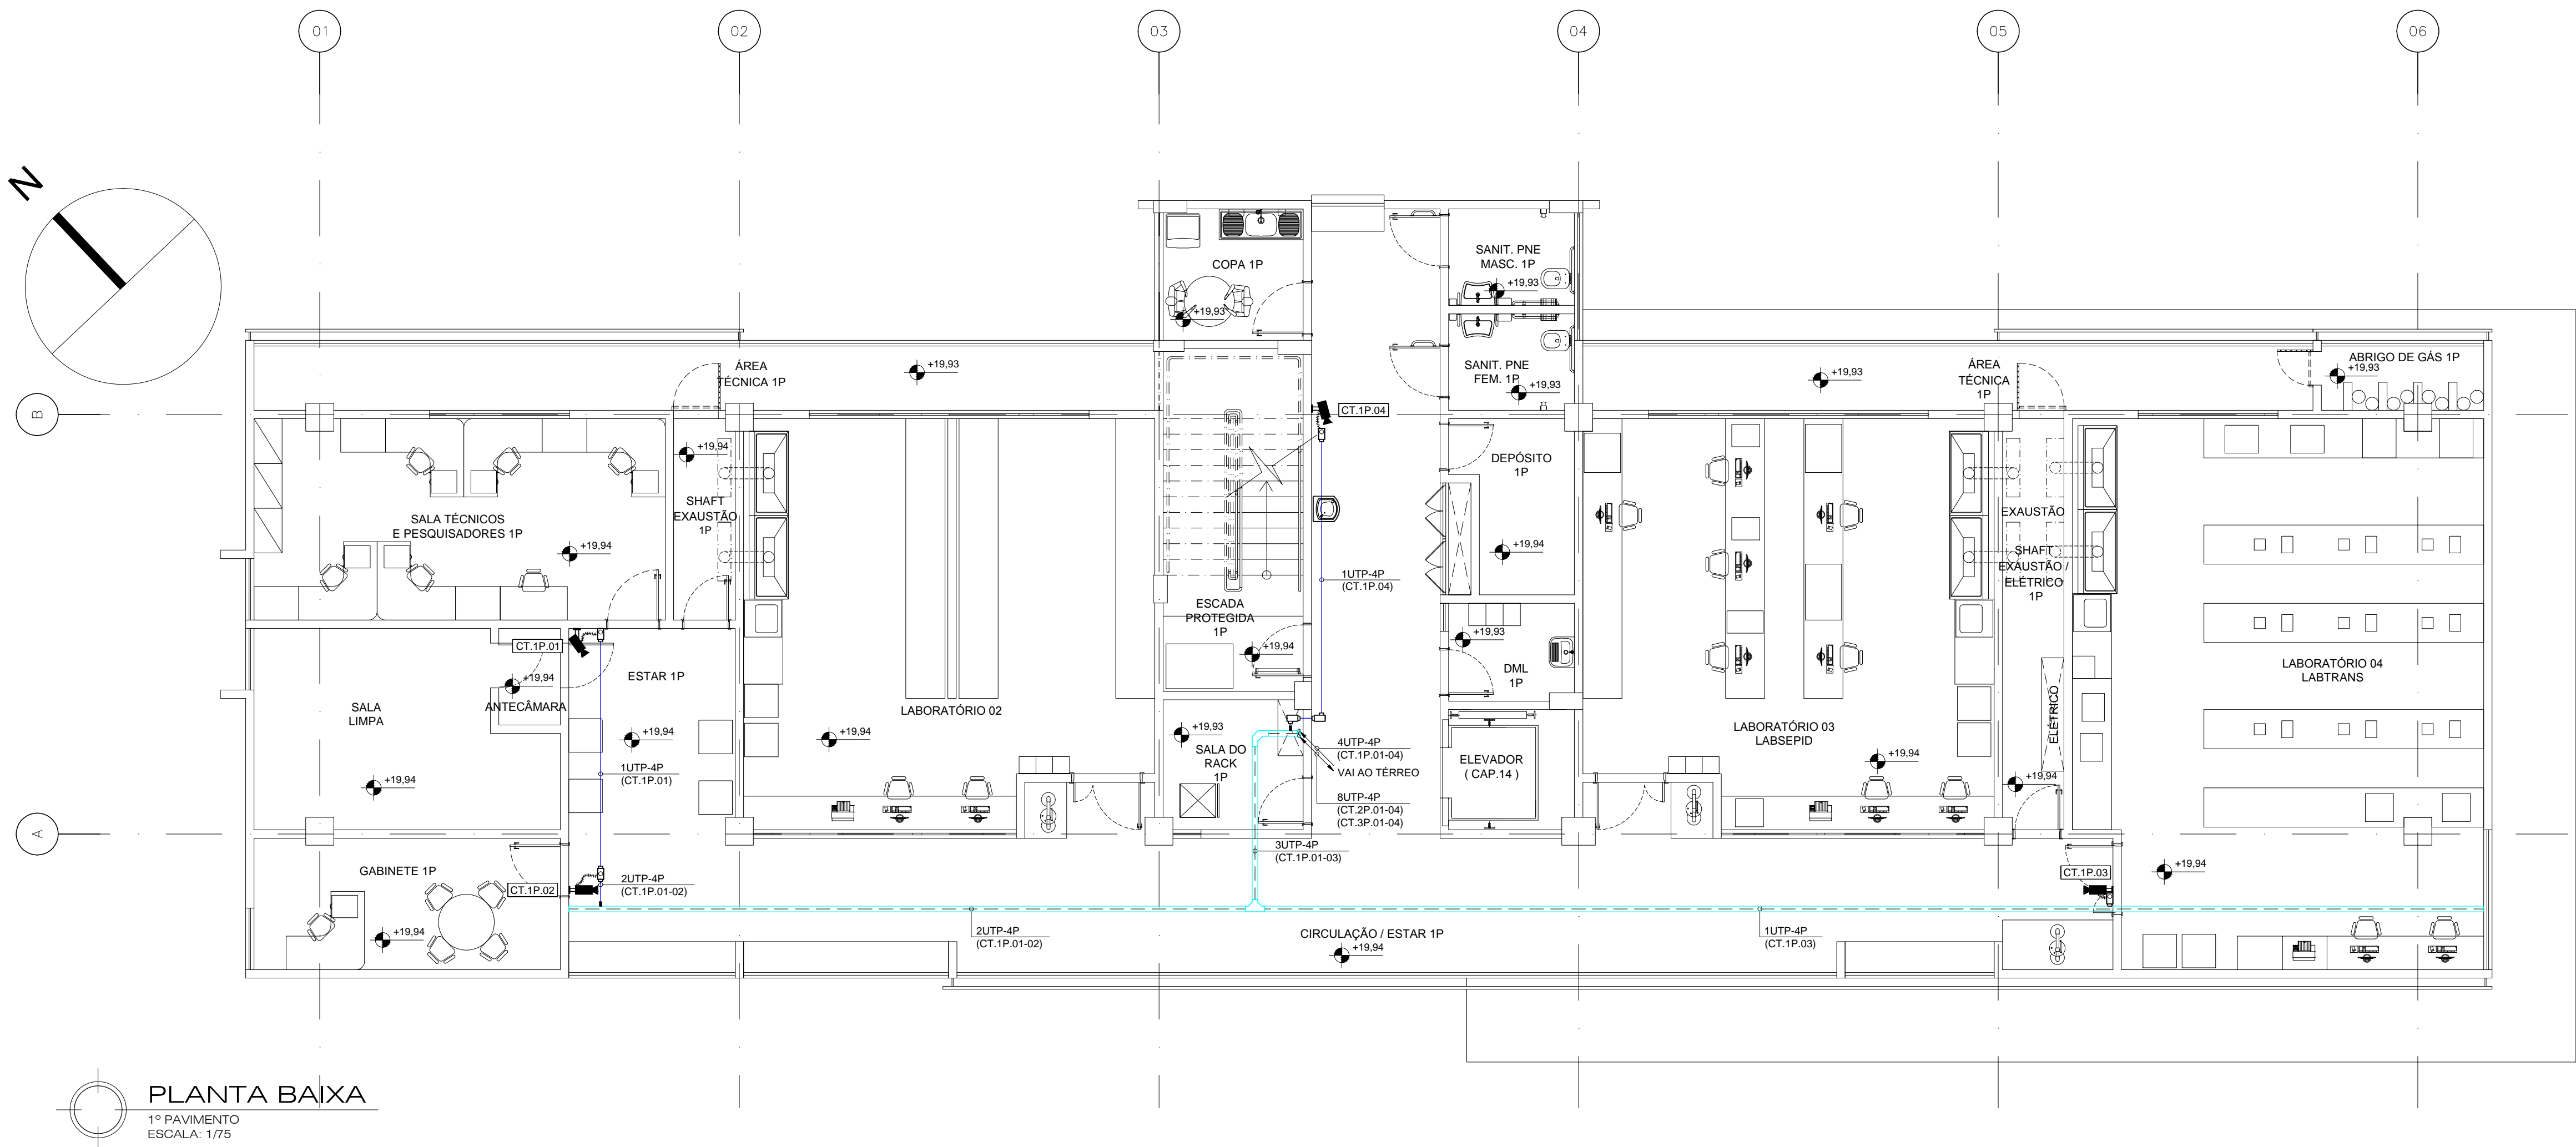 01
02
03
04
05
06
N
B
A
COPA 1P
+19,93
SANIT. PNE
MASC. 1P
+19,93
SANIT. PNE
FEM. 1P
+19,93
ÁREA
TÉCNICA 1P
+19,93
+19,93
ÁREA
TÉCNICA
1P
ABRIGO DE GÁS 1P
+19,93
CT.1P.04
SALA TÉCNICOS
E PESQUISADORES 1P
+19,94
+19,94
SHAFT
EXAUSTÃO
1P
DEPÓSITO
1P
+19,94
EXAUSTÃO
SHAFT
EXAUSTÃO /
ELÉTRICO
1P
1UTP-4P
(CT.1P.04)
ESCADA
PROTEGIDA
1P
+19,94
+19,93
DML
1P
CT.1P.01
+19,94
ANTECÂMARA
ESTAR 1P
+19,94
SALA
LIMPA
+19,94
LABORATÓRIO 02
+19,94
+19,93
SALA DO
RACK
1P
4UTP-4P
(CT.1P.01-04)
VAI AO TÉRREO
8UTP-4P
(CT.2P.01-04)
(CT.3P.01-04)
ELEVADOR
( CAP.14 )
LABORATÓRIO 03
LABSEPID
+19,94
ELÉTRICO
+19,94
LABORATÓRIO 04
LABTRANS
1UTP-4P
(CT.1P.01)
3UTP-4P
(CT.1P.01-03)
GABINETE 1P
+19,94
CT.1P.02
2UTP-4P
(CT.1P.01-02)
CT.1P.03
+19,94
2UTP-4P
(CT.1P.01-02)
CIRCULAÇÃO / ESTAR 1P
+19,94
1UTP-4P
(CT.1P.03)
PLANTA BAIXA
1º PAVIMENTO
ESCALA: 1/75